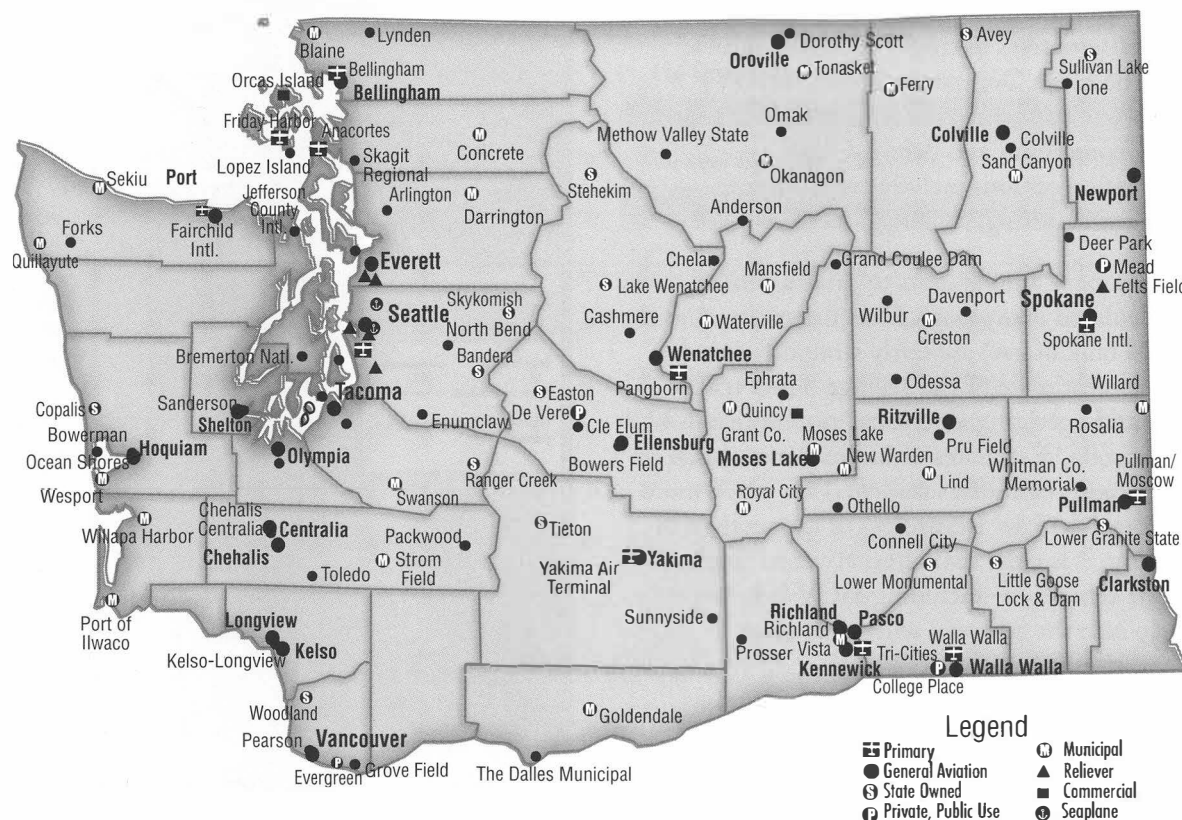 Blaine
Lynden
Bellingham
Bellingham
Orcas Island
Friday Harbor
Anacortes
Lopez Island
Skagit
Regional
Concrete
Oroville
Dorothy Scott
Tonasket
Avey
Sullivan Lake
Ione
Ferry
Omak
Methow Valley State
Okanagon
Colville
Colville
Sand Canyon
Newport
Sekiu
Port
Jefferson
County
Intl.
Arlington
Darrington
Stehekim
Anderson
Forks
Quillayute
Fairchild
Intl.
Everett
Chelan
Mansfield
Grand Coulee Dam
Deer Park
Mead
Felts Field
Spokane
Spokane Intl.
Skykomish
Seattle
North Bend
Bandera
Lake Wenatchee
Cashmere
Waterville
Wilbur
Davenport
Creston
Bremerton Natl.
Wenatchee
Pangborn
Ephrata
Odessa
Willard
Copalis
Sanderson
Shelton
Tacoma
Enumclaw
Easton
De Vere
Cle Elum
Quincy
Grant Co.
Ritzville
Pru Field
Rosalia
Bowerman
Hoquiam
Ocean Shores
Wesport
Olympia
Ellensburg
Bowers Field
Moses Lake
Moses Lake
New Warden
Lind
Whitman Co.
Memorial
Pullman/
Moscow
Pullman
Swanson
Ranger Creek
Royal City
Othello
Willapa Harbor
Chehalis
Centralia
Centralia
Chehalis
Packwood
Strom
Field
Toledo
Tieton
Yakima Air
Terminal
Yakima
Connell City
Lower Granite State
Lower Monumental
Little Goose
Lock & Dam
Clarkston
Port of
Ilwaco
Longview
Kelso
Kelso-Longview
Sunnyside
Prosser
Richland
Richland
Vista
Pasco
Kennewick
Tri-Cities
Walla Walla
Walla Walla
College Place
Woodland
Goldendale
Pearson
Vancouver
Evergreen
Grove Field
The Dalles Municipal
Legend
Primary
General Aviation
State Owned
Private, Public Use
Municipal
Reliever
Commercial
Seaplane